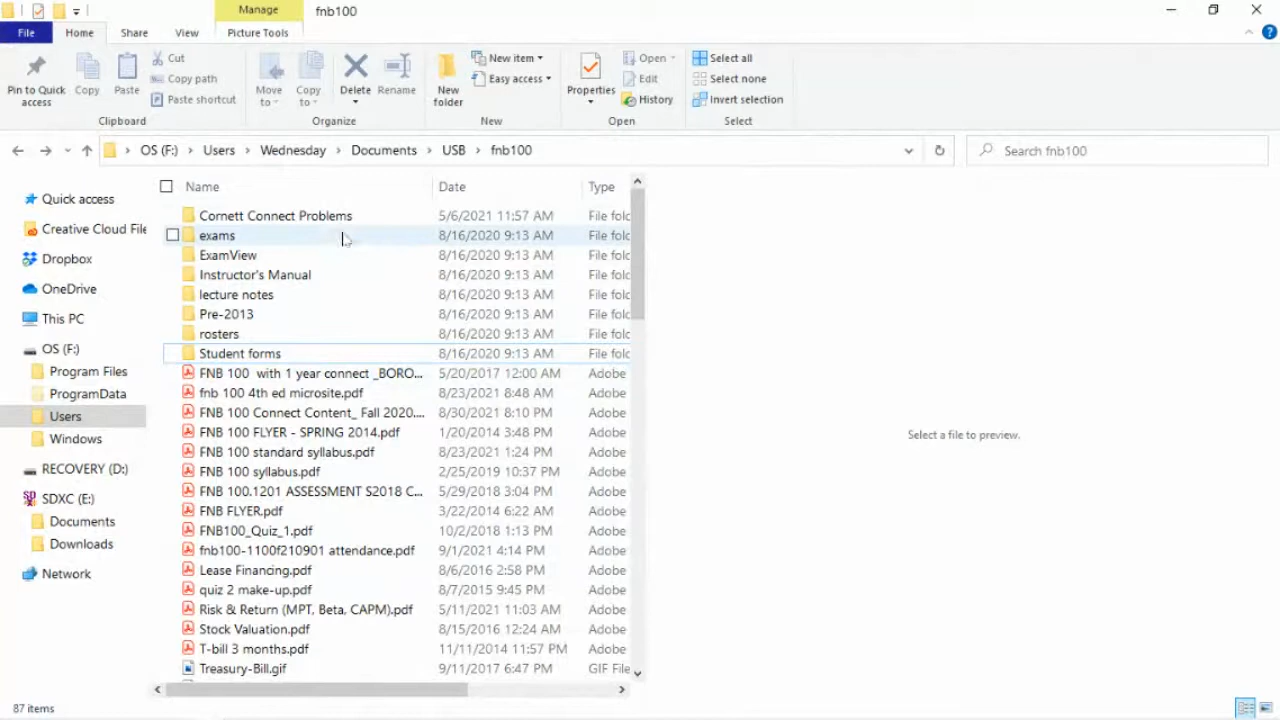 Manage
fnb100
File
Home
Share
View
Picture Tools
Pin to Quick access
Copy
Paste
Cut
Copy path
Paste shortcut
Clipboard
Move to
Copy to
Delete
Rename
Organize
New folder
New item
Easy access
New
Properties
Open
Edit
History
Open
Select all
Select none
Invert selection
Select
OS (F:) > Users > Wednesday > Documents > USB > fnb100
Search fnb100
Quick access
Creative Cloud File
Dropbox
OneDrive
This PC
OS (F:)
Program Files
ProgramData
Users
Windows
RECOVERY (D:)
SDXC (E:)
Documents
Downloads
Network
Name Date Type
Cornett Connect Problems 5/6/2021 11:57 AM File folc
exams 8/16/2020 9:13 AM File folc
ExamView 8/16/2020 9:13 AM File folc
Instructor's Manual 8/16/2020 9:13 AM File folc
lecture notes 8/16/2020 9:13 AM File folc
Pre-2013 8/16/2020 9:13 AM File folc
rosters 8/16/2020 9:13 AM File folc
Student forms 8/16/2020 9:13 AM File folc
FNB 100  with 1 year connect _BORO... 5/20/2017 12:00 AM Adobe
fnb 100 4th ed microsite.pdf 8/23/2021 8:48 AM Adobe
FNB 100 Connect Content_ Fall 2020.... 8/30/2021 8:10 PM Adobe
FNB 100 FLYER - SPRING 2014.pdf 1/20/2014 3:48 PM Adobe
FNB 100 standard syllabus.pdf 8/23/2021 1:24 PM Adobe
FNB 100 syllabus.pdf 2/25/2019 10:37 PM Adobe
FNB 100.1201 ASSESSMENT S2018 C... 5/29/2018 3:04 PM Adobe
FNB FLYER.pdf 3/22/2014 6:22 AM Adobe
FNB100_Quiz_1.pdf 10/2/2018 1:13 PM Adobe
fnb100-1100f210901 attendance.pdf 9/1/2021 4:14 PM Adobe
Lease Financing.pdf 8/6/2016 2:58 PM Adobe
quiz 2 make-up.pdf 8/7/2015 9:45 PM Adobe
Risk & Return (MPT, Beta, CAPM).pdf 5/11/2021 11:03 AM Adobe
Stock Valuation.pdf 8/15/2016 12:24 AM Adobe
T-bill 3 months.pdf 11/11/2014 11:57 PM Adobe
Treasury-Bill.gif 9/11/2017 6:47 PM GIF File
Select a file to preview.
87 items